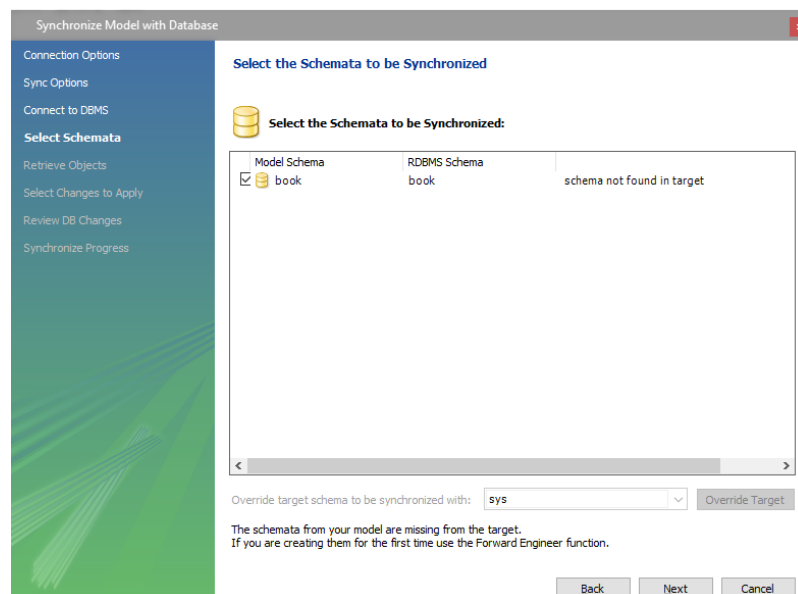 Synchronize Model with Database
Connection Options
Sync Options
Connect to DBMS
Select Schemata
Retrieve Objects
Select Changes to Apply
Review DB Changes
Synchronize Progress
Select the Schemata to be Synchronized
Select the Schemata to be Synchronized:
Model Schema RDBMS Schema
book book schema not found in target
Override target schema to be synchronized with: sys Override Target
The schemata from your model are missing from the target.
If you are creating them for the first time use the Forward Engineer function.
Back Next Cancel